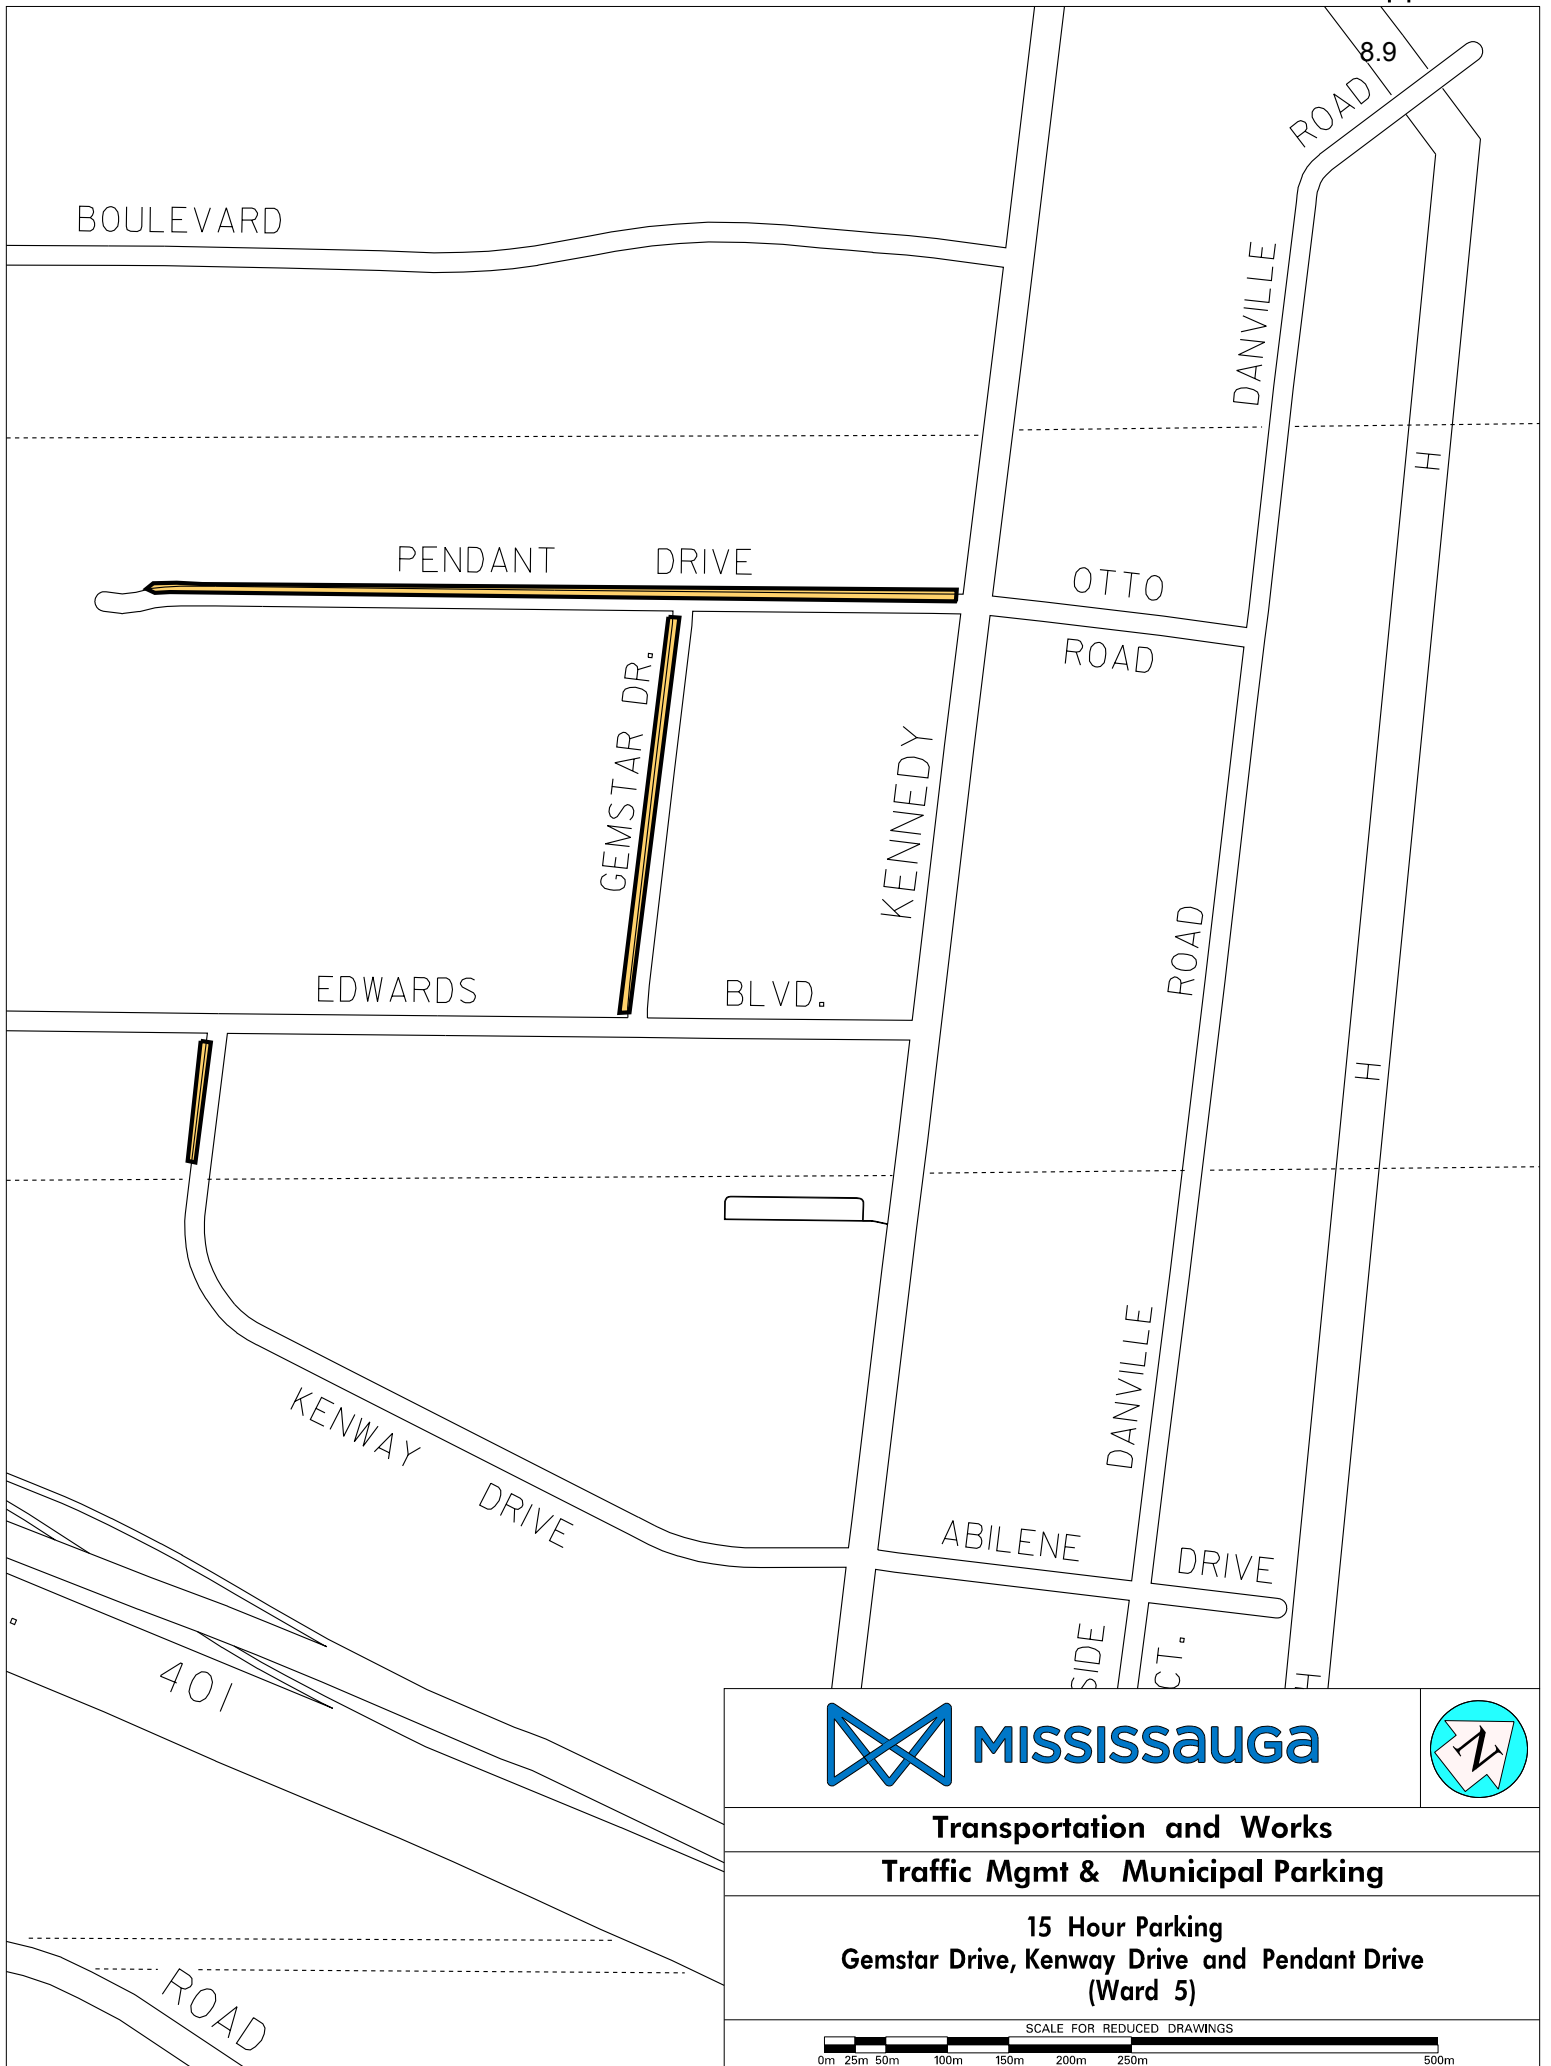 8.9
ROAD
BOULEVARD
DANVILLE
H
PENDANT DRIVE
OTTO
ROAD
GEMSTAR DR.
KENNEDY
ROAD
EDWARDS BLVD.
H
DANVILLE
KENWAY DRIVE
ABILENE DRIVE
SIDE
CT.
H
401
ROAD
MISSISSAUGA
N
Transportation and Works
Traffic Mgmt & Municipal Parking
15 Hour Parking
Gemstar Drive, Kenway Drive and Pendant Drive
(Ward 5)
SCALE FOR REDUCED DRAWINGS
0m 25m 50m 100m 150m 200m 250m 500m